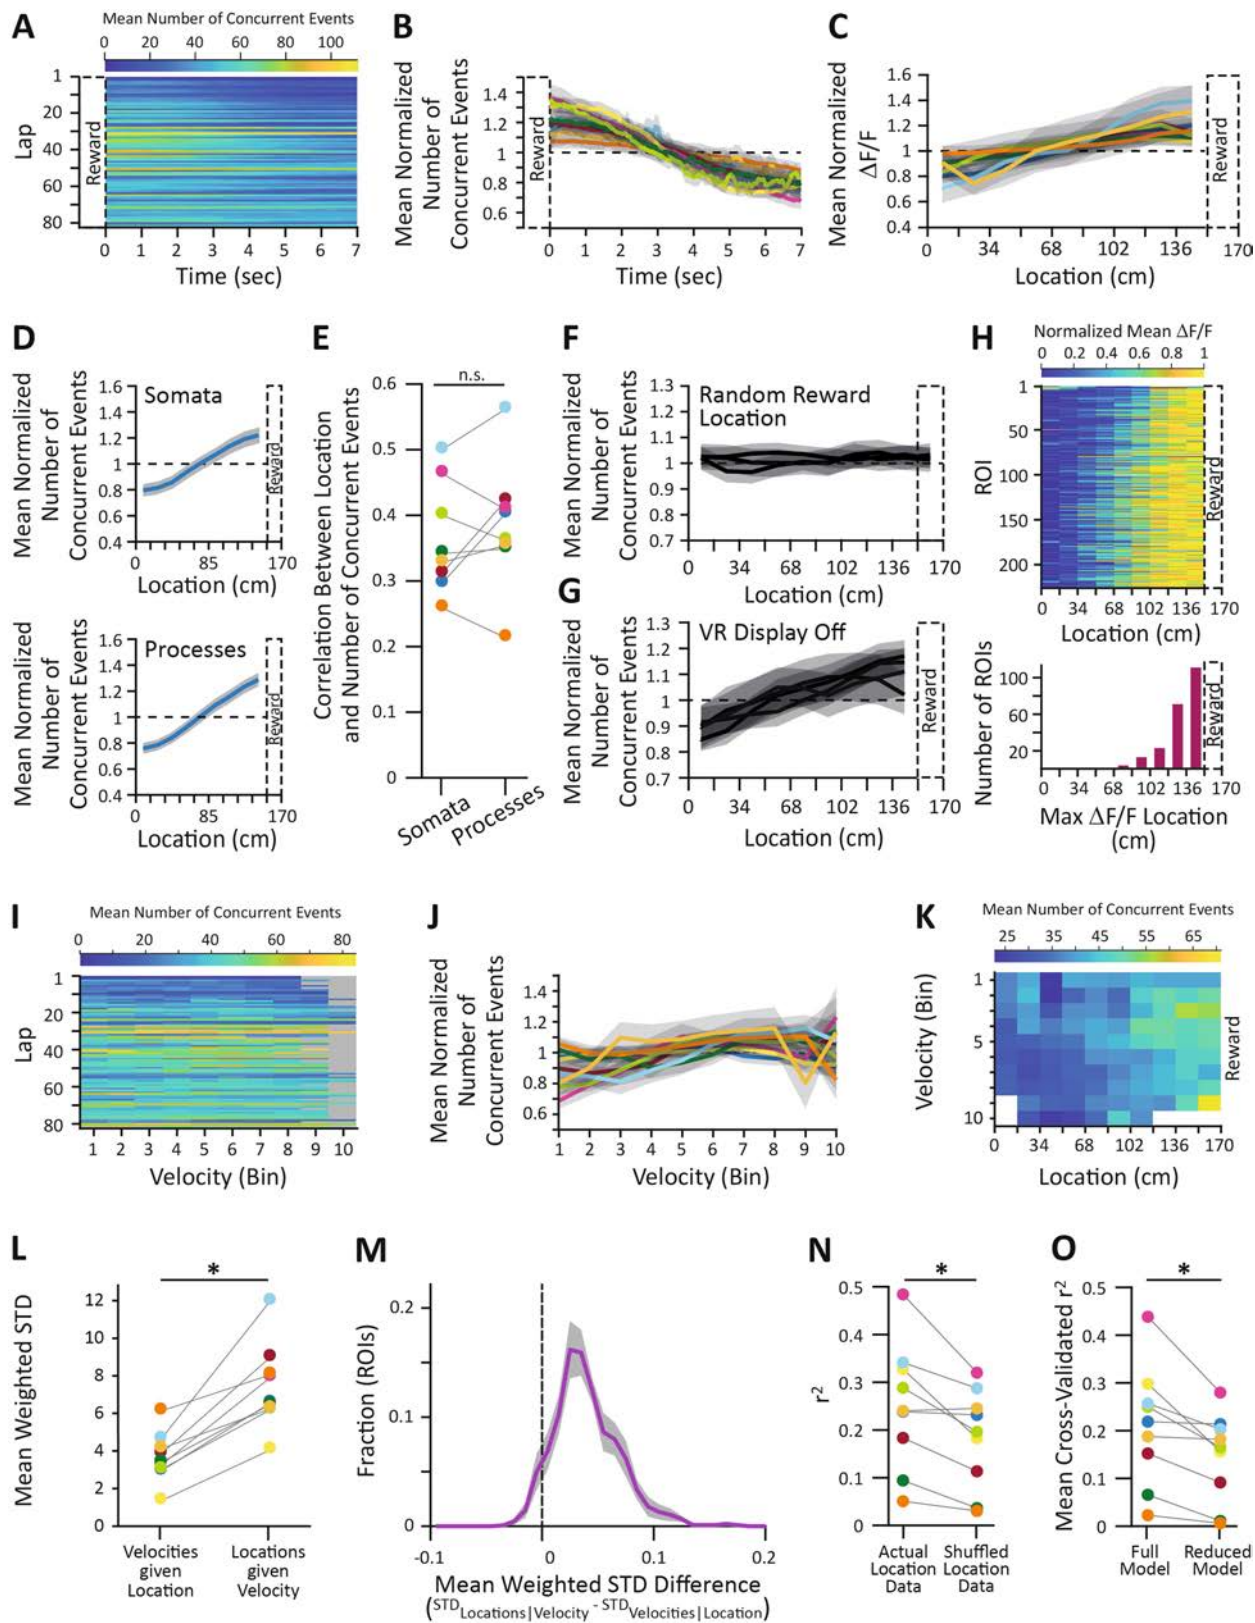 A
Mean Number of Concurrent Events
0 20 40 60 80 100
Lap
1
20
40
60
80
Reward
0 1 2 3 4 5 6 7
Time (sec)
B
Mean Normalized
Number of
Concurrent Events
1.4
1.2
1
0.8
0.6
Reward
0 1 2 3 4 5 6 7
Time (sec)
C
Mean Normalized
ΔF/F
1.6
1.4
1.2
1
0.8
0.6
0.4
Reward
0 34 68 102 136 170
Location (cm)
D
Mean Normalized
Number of
Concurrent Events
1.6
1.4
1.2
1
0.8
0.6
0.4
Somata
Reward
0 85 170
Location (cm)
Mean Normalized
Number of
Concurrent Events
1.6
1.4
1.2
1
0.8
0.6
0.4
Processes
Reward
0 85 170
Location (cm)
E
Correlation Between Location
and Number of Concurrent Events
0.6
0.5
0.4
0.3
0.2
0.1
0
n.s.
Somata
Processes
F
Mean Normalized
Number of
Concurrent Events
1.3
1.2
1.1
1
0.9
0.8
0.7
Random Reward
Location
0 34 68 102 136 170
Location (cm)
G
Mean Normalized
Number of
Concurrent Events
1.3
1.2
1.1
1
0.9
0.8
0.7
VR Display Off
Reward
0 34 68 102 136 170
Location (cm)
H
Normalized Mean ΔF/F
0 0.2 0.4 0.6 0.8 1
ROI
1
50
100
150
200
Reward
0 34 68 102 136 170
Location (cm)
Number of ROIs
100
60
20
Reward
0 34 68 102 136 170
Max ΔF/F Location
(cm)
I
Mean Number of Concurrent Events
0 20 40 60 80
Lap
1
20
40
60
80
1 2 3 4 5 6 7 8 9 10
Velocity (Bin)
J
Mean Normalized
Number of
Concurrent Events
1.4
1.2
1
0.8
0.6
1 2 3 4 5 6 7 8 9 10
Velocity (Bin)
K
Mean Number of Concurrent Events
25 35 45 55 65
Velocity (Bin)
1
5
10
Reward
0 34 68 102 136 170
Location (cm)
L
Mean Weighted STD
12
10
8
6
4
2
0
*
Velocities
given
Location
Locations
given
Velocity
M
Fraction (ROIs)
0.2
0.1
0
-0.1 0 0.1 0.2
Mean Weighted STD Difference
(STD Locations|Velocity - STD Velocities|Location)
N
r²
0.5
0.4
0.3
0.2
0.1
0
*
Actual
Location
Data
Shuffled
Location
Data
O
Mean Cross-Validated r²
0.5
0.4
0.3
0.2
0.1
0
*
Full
Model
Reduced
Model